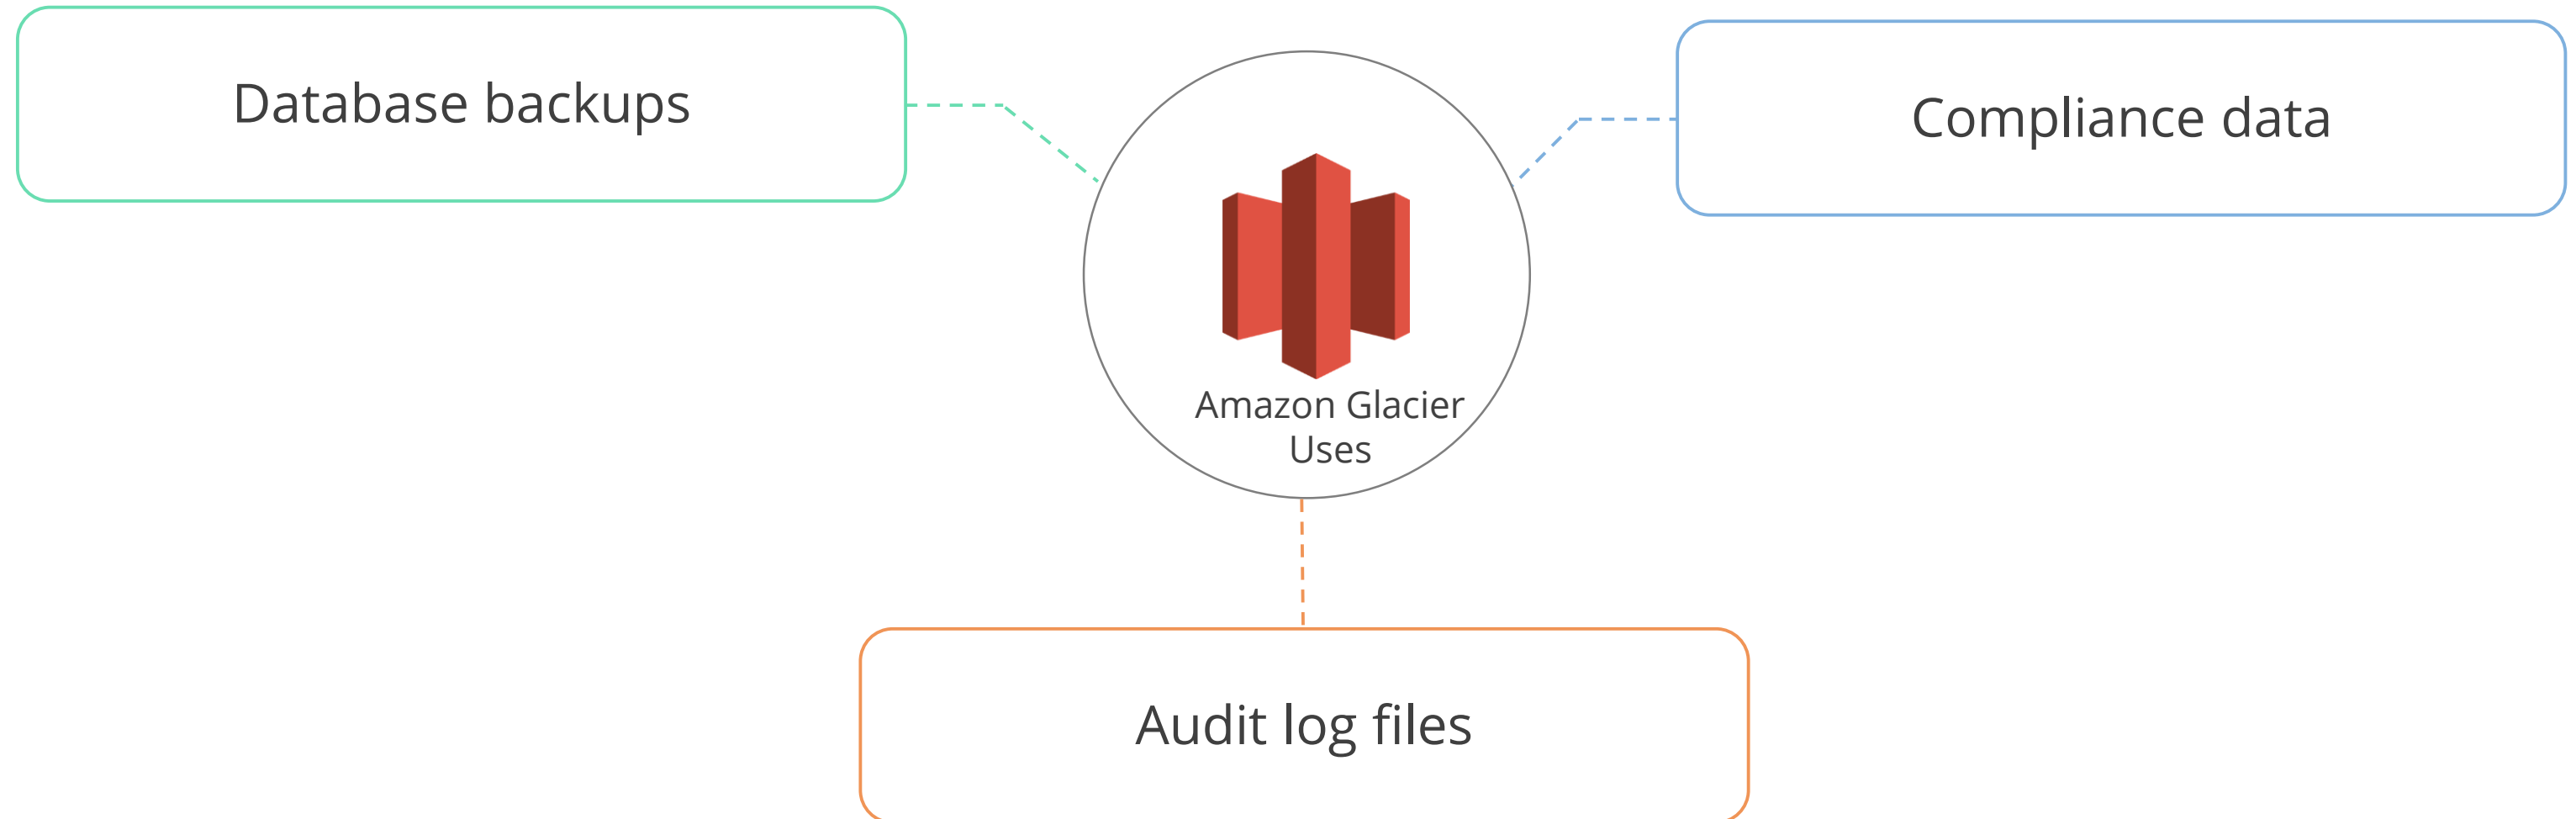 Database backups
Compliance data
Amazon Glacier
Uses
Audit log files